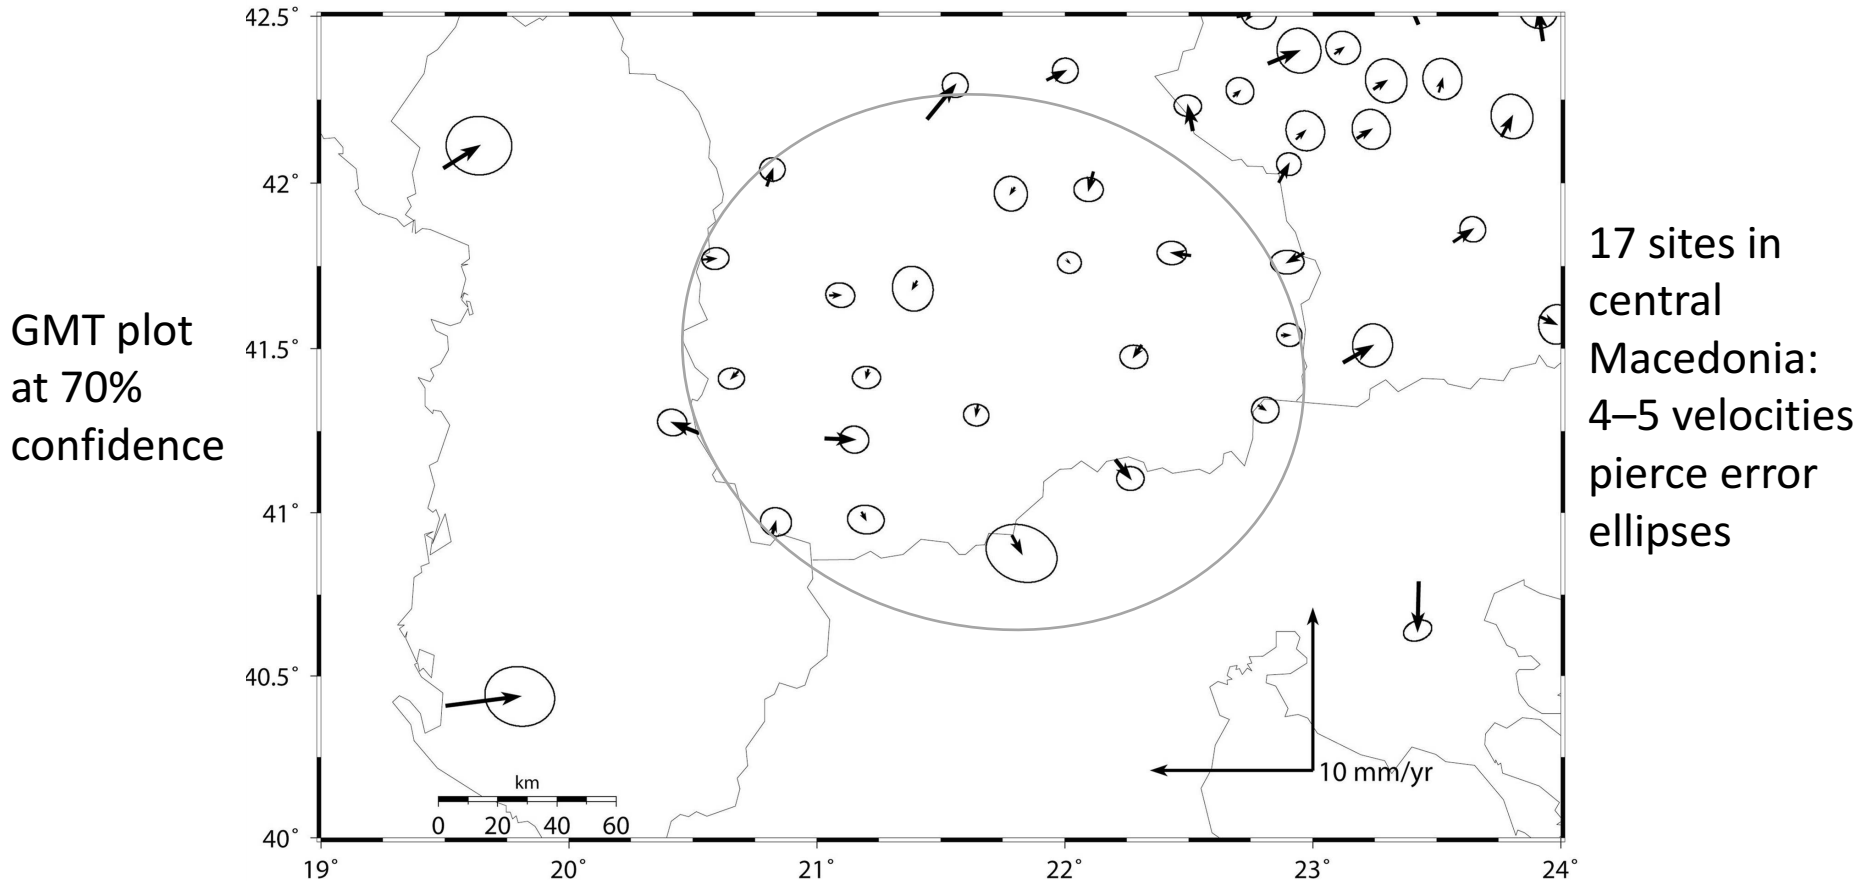 42.5°
42°
41.5°
41°
40.5°
40°
GMT plot
at 70%
confidence
17 sites in
central
Macedonia:
4–5 velocities
pierce error
ellipses
10 mm/yr
km
0 20 40 60
19° 20° 21° 22° 23° 24°